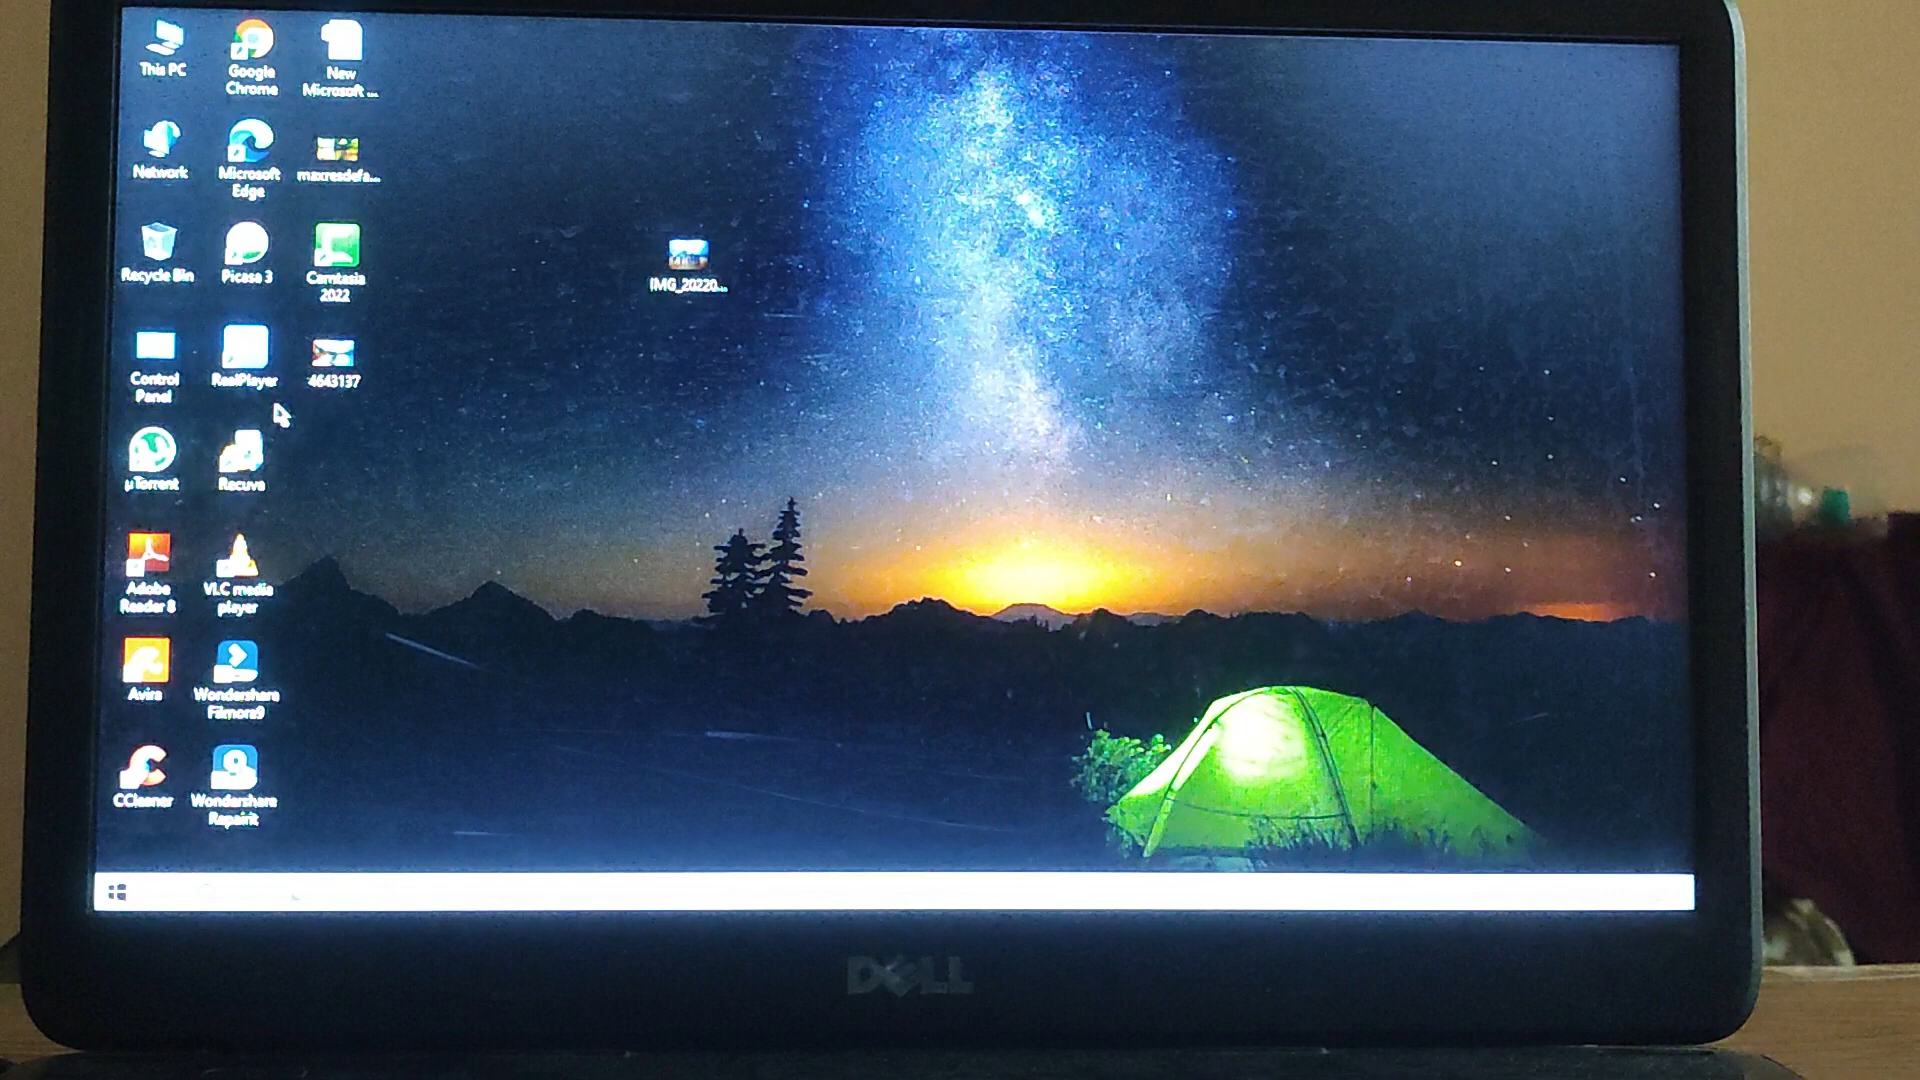 This PC
Google
Chrome
New
Microsoft ...
Network
Microsoft
Edge
maxresdefa...
Recycle Bin
Picasa 3
Camtasia
2022
IMG_20220...
Control
Panel
RealPlayer
4643137
µTorrent
Recuva
Adobe
Reader 8
VLC media
player
Avira
Wondershare
Filmora9
CCleaner
Wondershare
Repairit
DELL